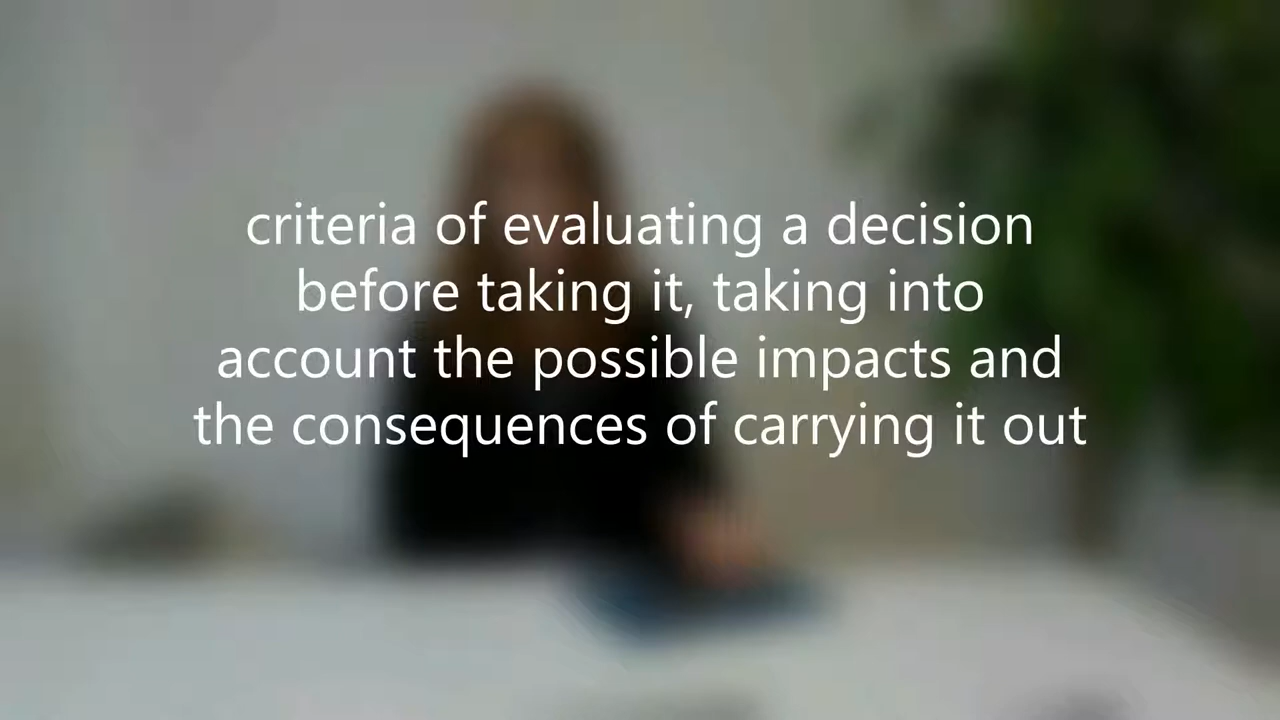 criteria of evaluating a decision
before taking it, taking into
account the possible impacts and
the consequences of carrying it out